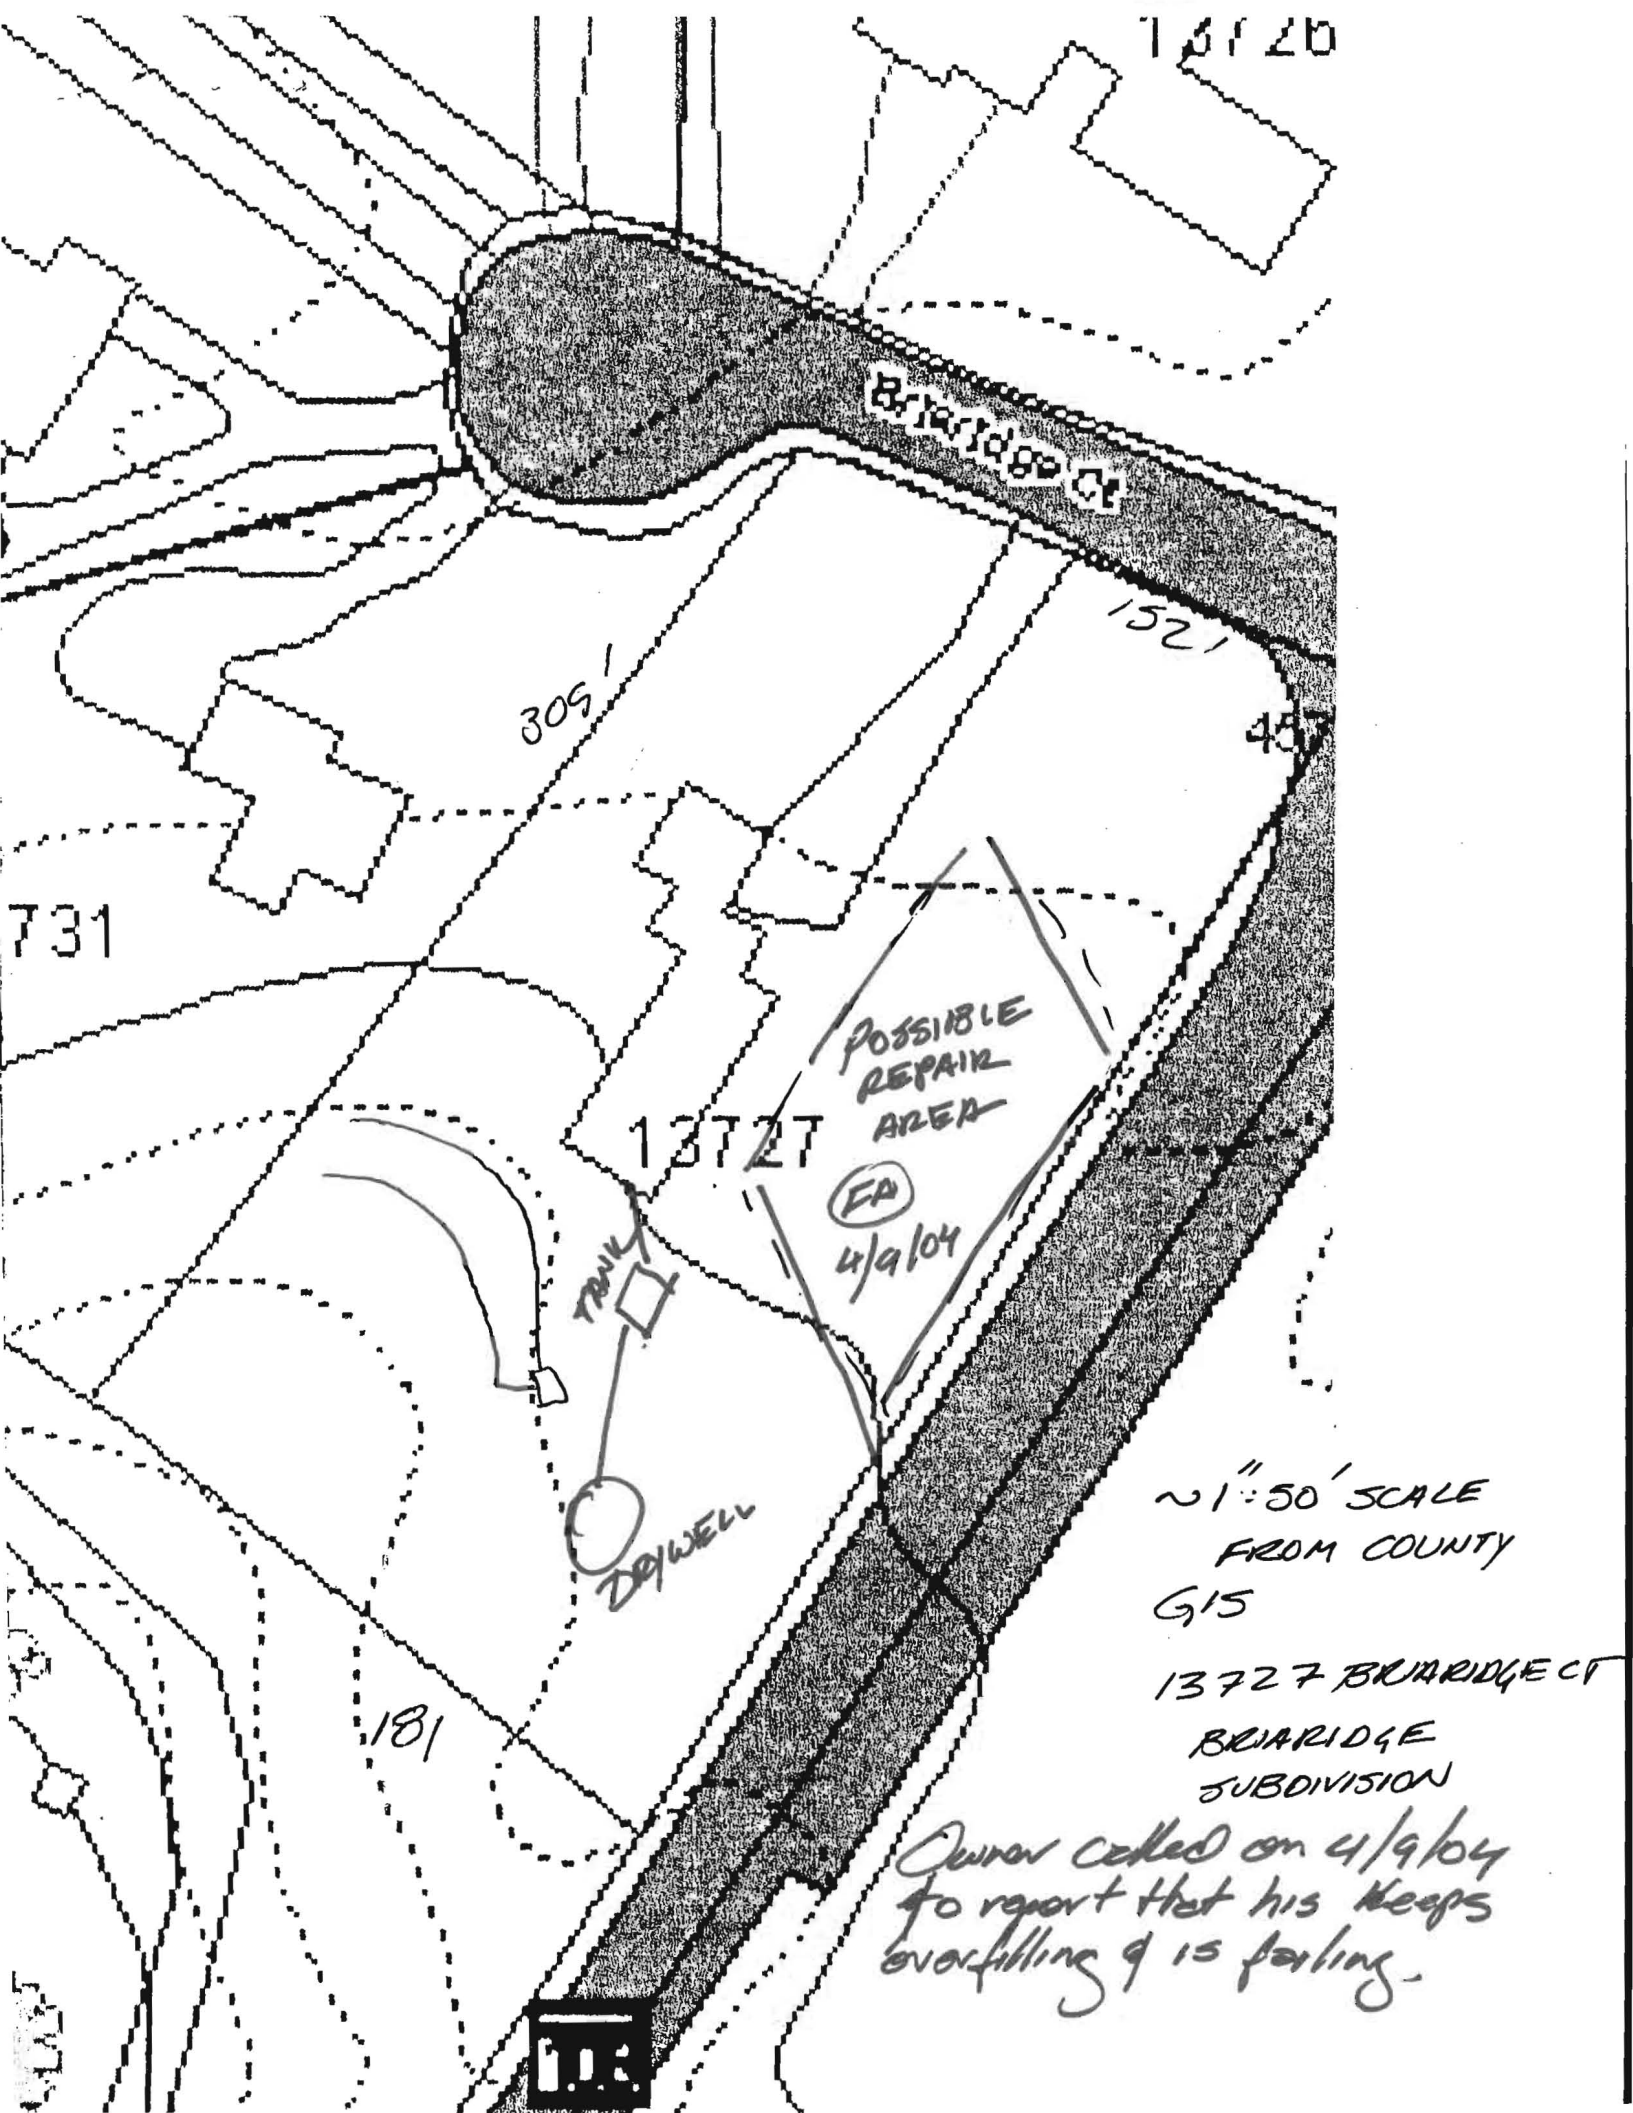 13726
Briaridge Ct
152'
309'
457
731
POSSIBLE
REPAIR
AREA
13727
EA
4/9/04
TANK
DRYWELL
~1":50' SCALE
FROM COUNTY
GIS
13727 BRIARIDGE CT
BRIARIDGE
SUBDIVISION
181
Owner called on 4/9/04
to report that his keeps
overfilling & is failing.